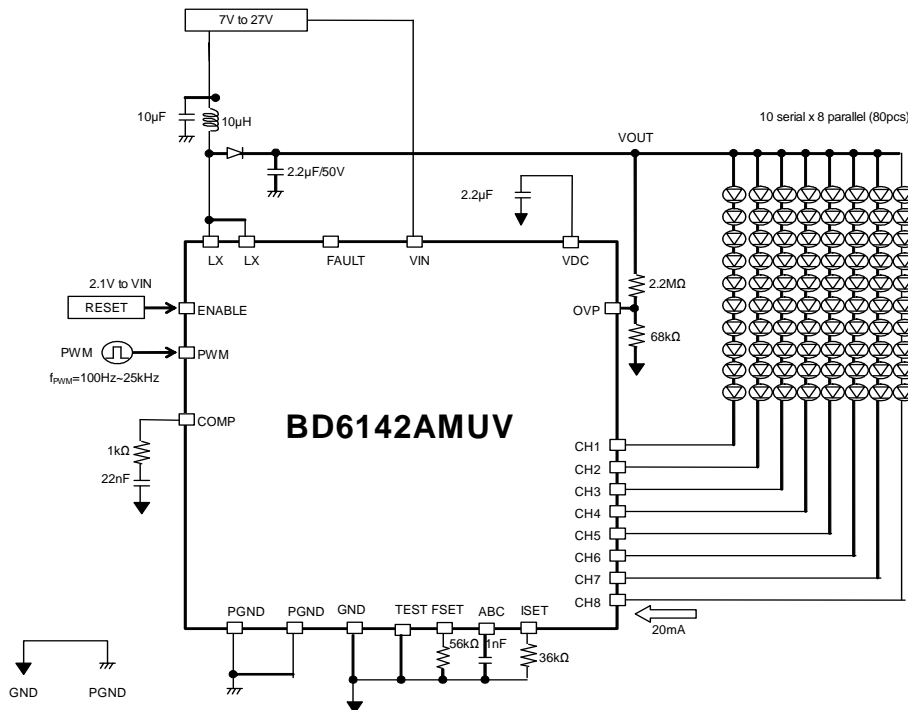 7V to 27V
10µF
10µH
10 serial x 8 parallel (80pcs)
VOUT
2.2µF/50V
2.2µF
LX
LX
FAULT
VIN
VDC
2.1V to VIN
RESET
ENABLE
2.2MΩ
OVP
68kΩ
PWM
PWM
fPWM=100Hz~25kHz
COMP
BD6142AMUV
1kΩ
22nF
CH1
CH2
CH3
CH4
CH5
CH6
CH7
CH8
20mA
PGND
PGND
GND
TEST
FSET
ABC
ISET
56kΩ
1nF
36kΩ
GND
PGND